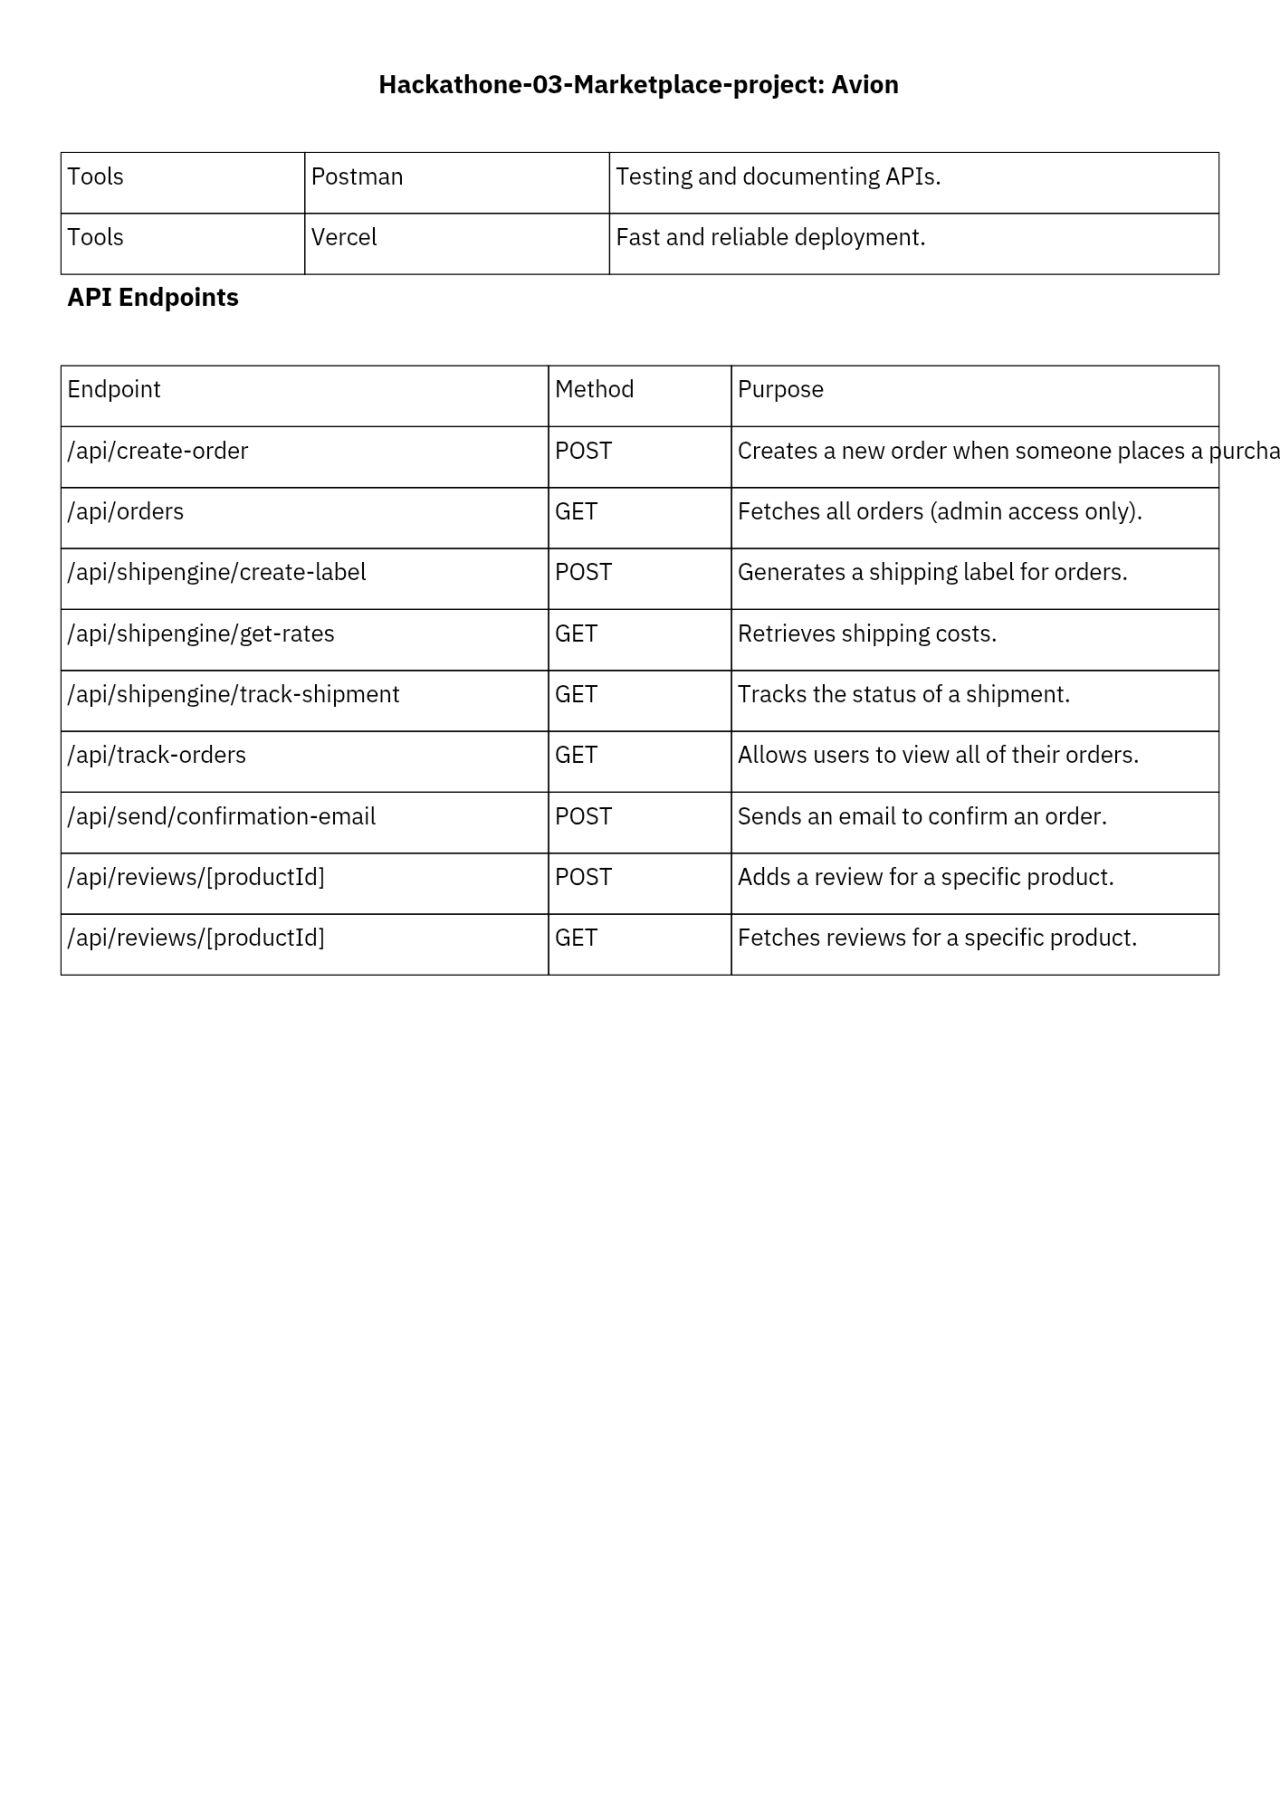 Hackathone-03-Marketplace-project: Avion
Tools Postman Testing and documenting APIs.
Tools Vercel Fast and reliable deployment.
API Endpoints
Endpoint Method Purpose
/api/create-order POST Creates a new order when someone places a purcha
/api/orders GET Fetches all orders (admin access only).
/api/shipengine/create-label POST Generates a shipping label for orders.
/api/shipengine/get-rates GET Retrieves shipping costs.
/api/shipengine/track-shipment GET Tracks the status of a shipment.
/api/track-orders GET Allows users to view all of their orders.
/api/send/confirmation-email POST Sends an email to confirm an order.
/api/reviews/[productId] POST Adds a review for a specific product.
/api/reviews/[productId] GET Fetches reviews for a specific product.